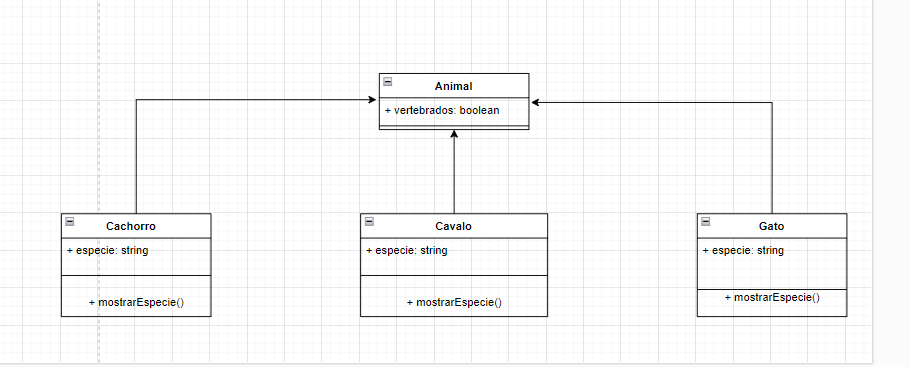 Animal
+ vertebrados: boolean
Cachorro
+ especie: string
+ mostrarEspecie()
Cavalo
+ especie: string
+ mostrarEspecie()
Gato
+ especie: string
+ mostrarEspecie()